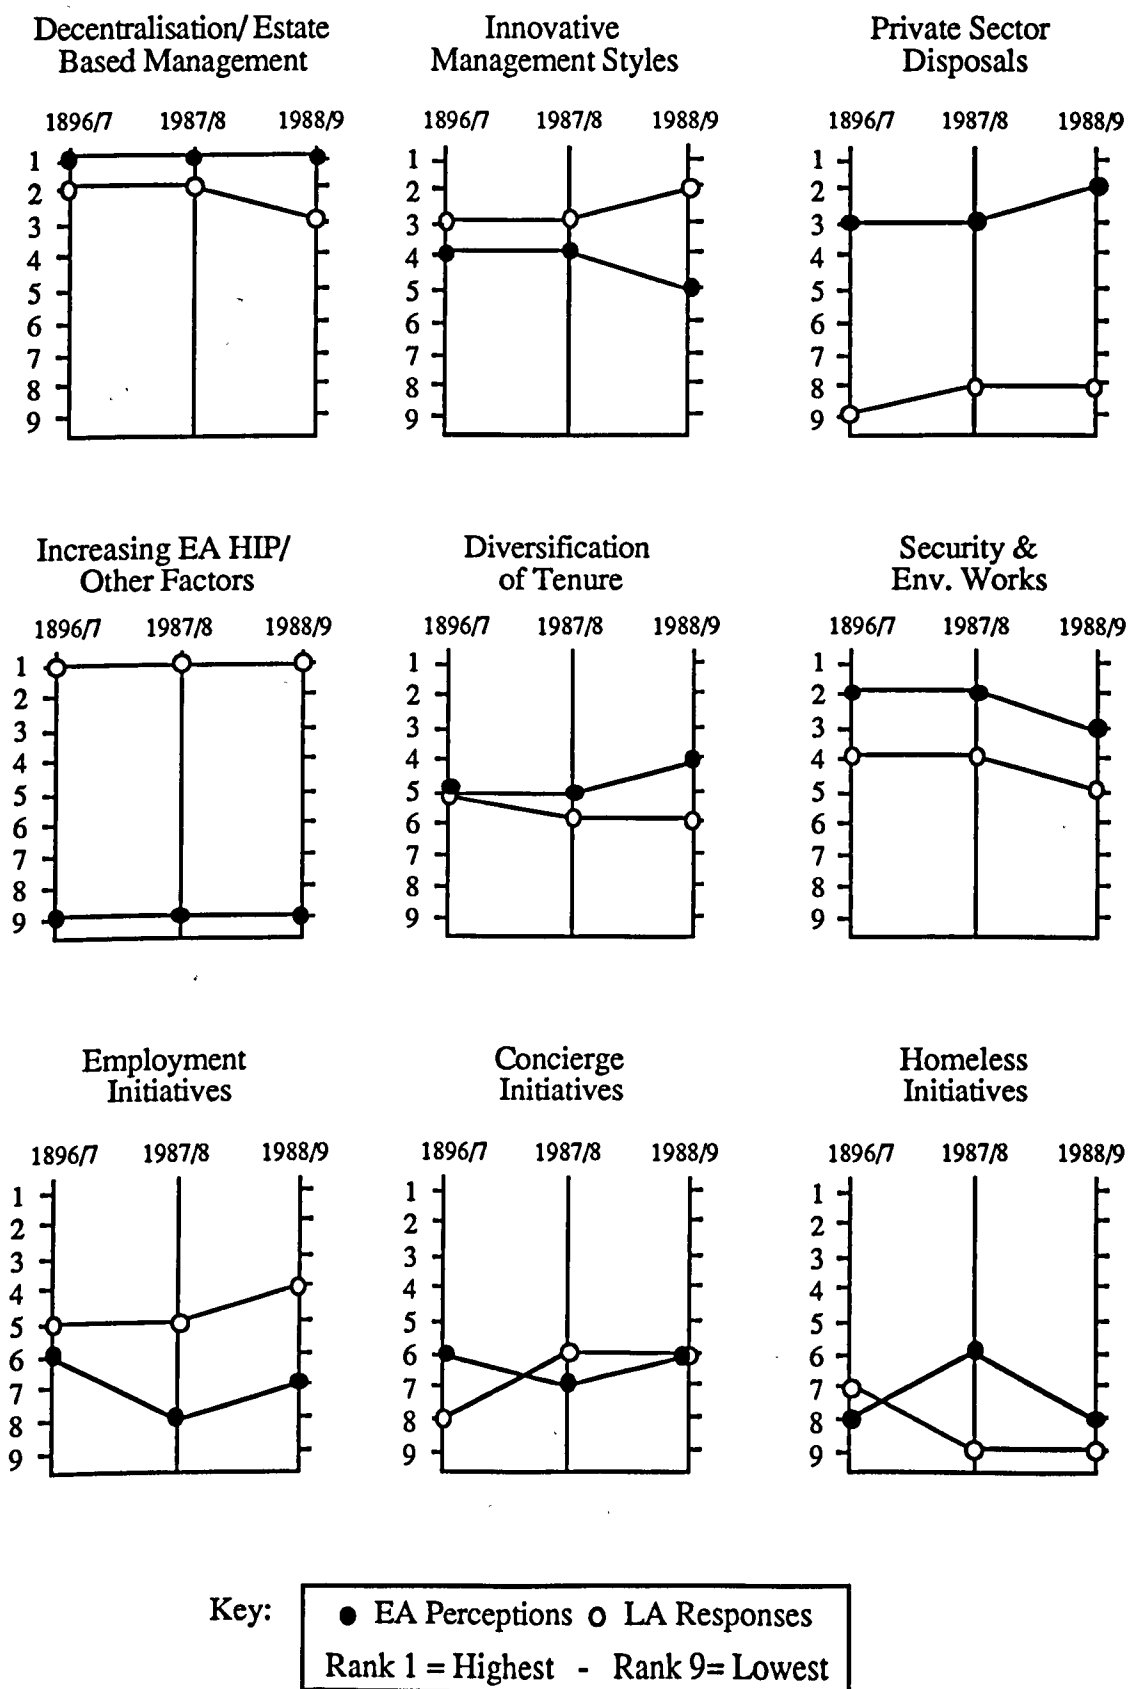 Decentralisation/ Estate
Based Management
1896/7 1987/8 1988/9
1
2
3
4
5
6
7
8
9
Innovative
Management Styles
1896/7 1987/8 1988/9
1
2
3
4
5
6
7
8
9
Private Sector
Disposals
1896/7 1987/8 1988/9
1
2
3
4
5
6
7
8
9
Increasing EA HIP/
Other Factors
1896/7 1987/8 1988/9
1
2
3
4
5
6
7
8
9
Diversification
of Tenure
1896/7 1987/8 1988/9
1
2
3
4
5
6
7
8
9
Security &
Env. Works
1896/7 1987/8 1988/9
1
2
3
4
5
6
7
8
9
Employment
Initiatives
1896/7 1987/8 1988/9
1
2
3
4
5
6
7
8
9
Concierge
Initiatives
1896/7 1987/8 1988/9
1
2
3
4
5
6
7
8
9
Homeless
Initiatives
1896/7 1987/8 1988/9
1
2
3
4
5
6
7
8
9
Key: EA Perceptions LA Responses
Rank 1 = Highest - Rank 9= Lowest